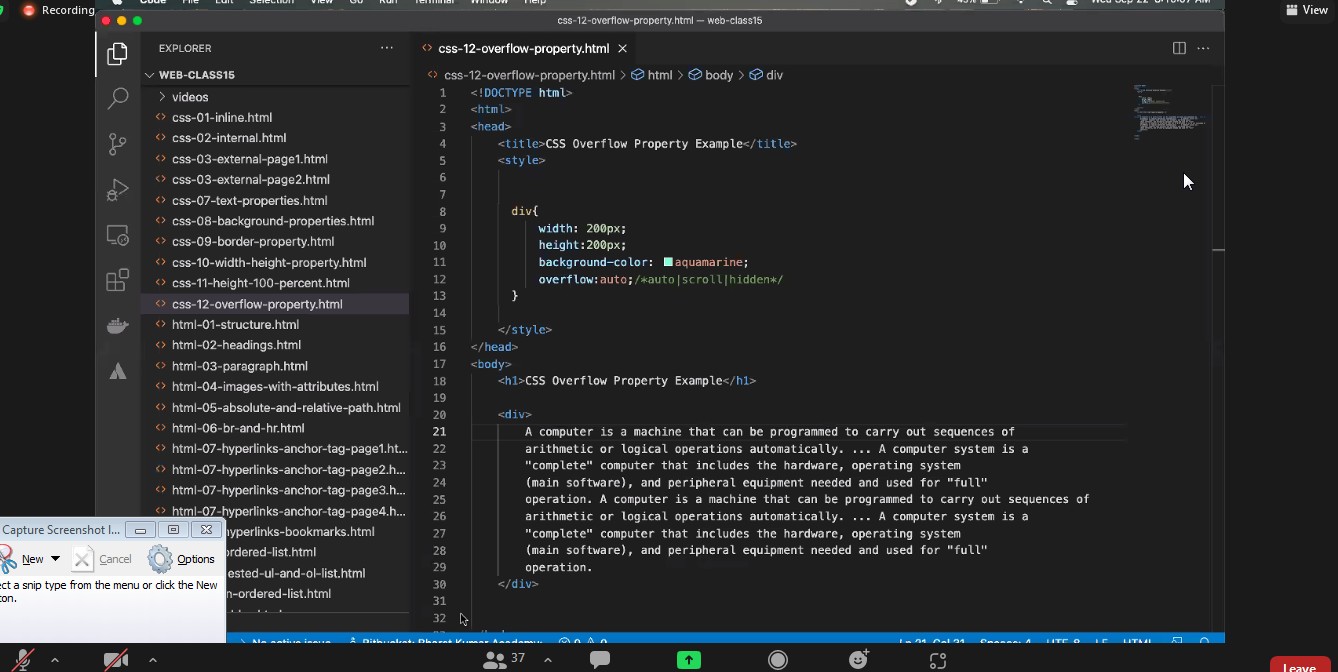 Recording
Code File Edit Selection View Go Run Terminal Window Help
View
css-12-overflow-property.html — web-class15
EXPLORER
···
WEB-CLASS15
videos
css-01-inline.html
css-02-internal.html
css-03-external-page1.html
css-03-external-page2.html
css-07-text-properties.html
css-08-background-properties.html
css-09-border-property.html
css-10-width-height-property.html
css-11-height-100-percent.html
css-12-overflow-property.html
html-01-structure.html
html-02-headings.html
html-03-paragraph.html
html-04-images-with-attributes.html
html-05-absolute-and-relative-path.html
html-06-br-and-hr.html
html-07-hyperlinks-anchor-tag-page1.ht...
html-07-hyperlinks-anchor-tag-page2.h...
html-07-hyperlinks-anchor-tag-page3.h...
html-07-hyperlinks-anchor-tag-page4.h...
yperlinks-bookmarks.html
ordered-list.html
ested-ul-and-ol-list.html
n-ordered-list.html
css-12-overflow-property.html
css-12-overflow-property.html > html > body > div
1 <!DOCTYPE html>
2 <html>
3 <head>
4 <title>CSS Overflow Property Example</title>
5 <style>
6
7
8 div{
9 width: 200px;
10 height:200px;
11 background-color: aquamarine;
12 overflow:auto;/*auto|scroll|hidden*/
13 }
14
15 </style>
16 </head>
17 <body>
18 <h1>CSS Overflow Property Example</h1>
19
20 <div>
21 A computer is a machine that can be programmed to carry out sequences of
22 arithmetic or logical operations automatically. ... A computer system is a
23 "complete" computer that includes the hardware, operating system
24 (main software), and peripheral equipment needed and used for "full"
25 operation. A computer is a machine that can be programmed to carry out sequences of
26 arithmetic or logical operations automatically. ... A computer system is a
27 "complete" computer that includes the hardware, operating system
28 (main software), and peripheral equipment needed and used for "full"
29 operation.
30 </div>
31
32
Capture Screenshot I...
New Cancel Options
ect a snip type from the menu or click the New
ton.
No active issue Bitbucket: Bharat Kumar Academy: 0 0 Ln 21, Col 31 Spaces: 4 UTF-8 LF HTML
37
Leave